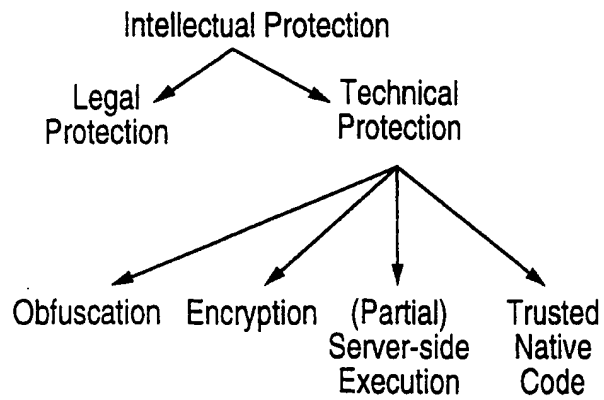 Intellectual Protection
Legal
Protection
Technical
Protection
Obfuscation
Encryption
(Partial)
Server-side
Execution
Trusted
Native
Code